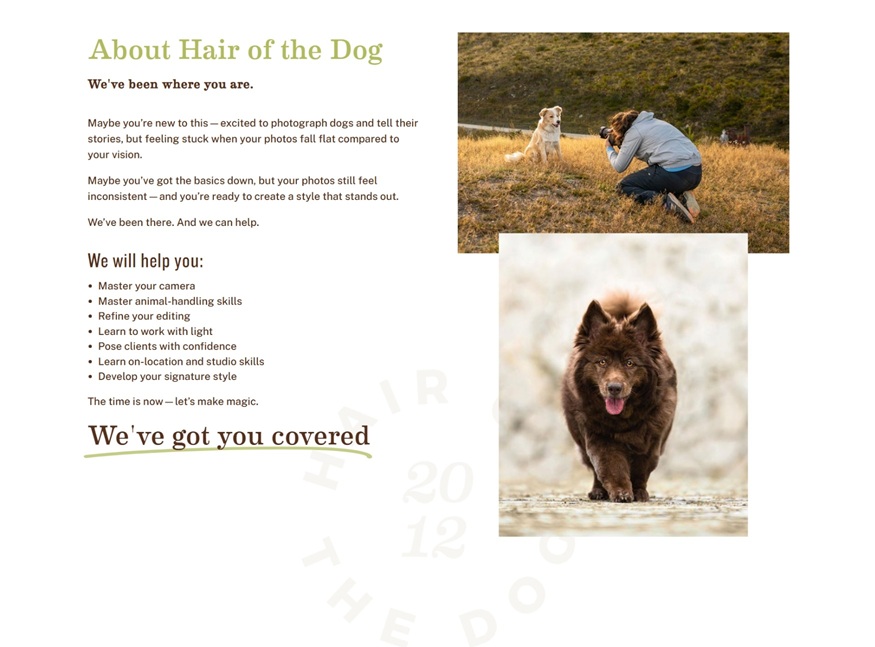 About Hair of the Dog
We've been where you are.
Maybe you're new to this — excited to photograph dogs and tell their
stories, but feeling stuck when your photos fall flat compared to
your vision.
Maybe you've got the basics down, but your photos still feel
inconsistent — and you're ready to create a style that stands out.
We've been there. And we can help.
We will help you:
• Master your camera
• Master animal-handling skills
• Refine your editing
• Learn to work with light
• Pose clients with confidence
• Learn on-location and studio skills
• Develop your signature style
The time is now — let's make magic.
We've got you covered
HAIR O
20
12
THE DOG